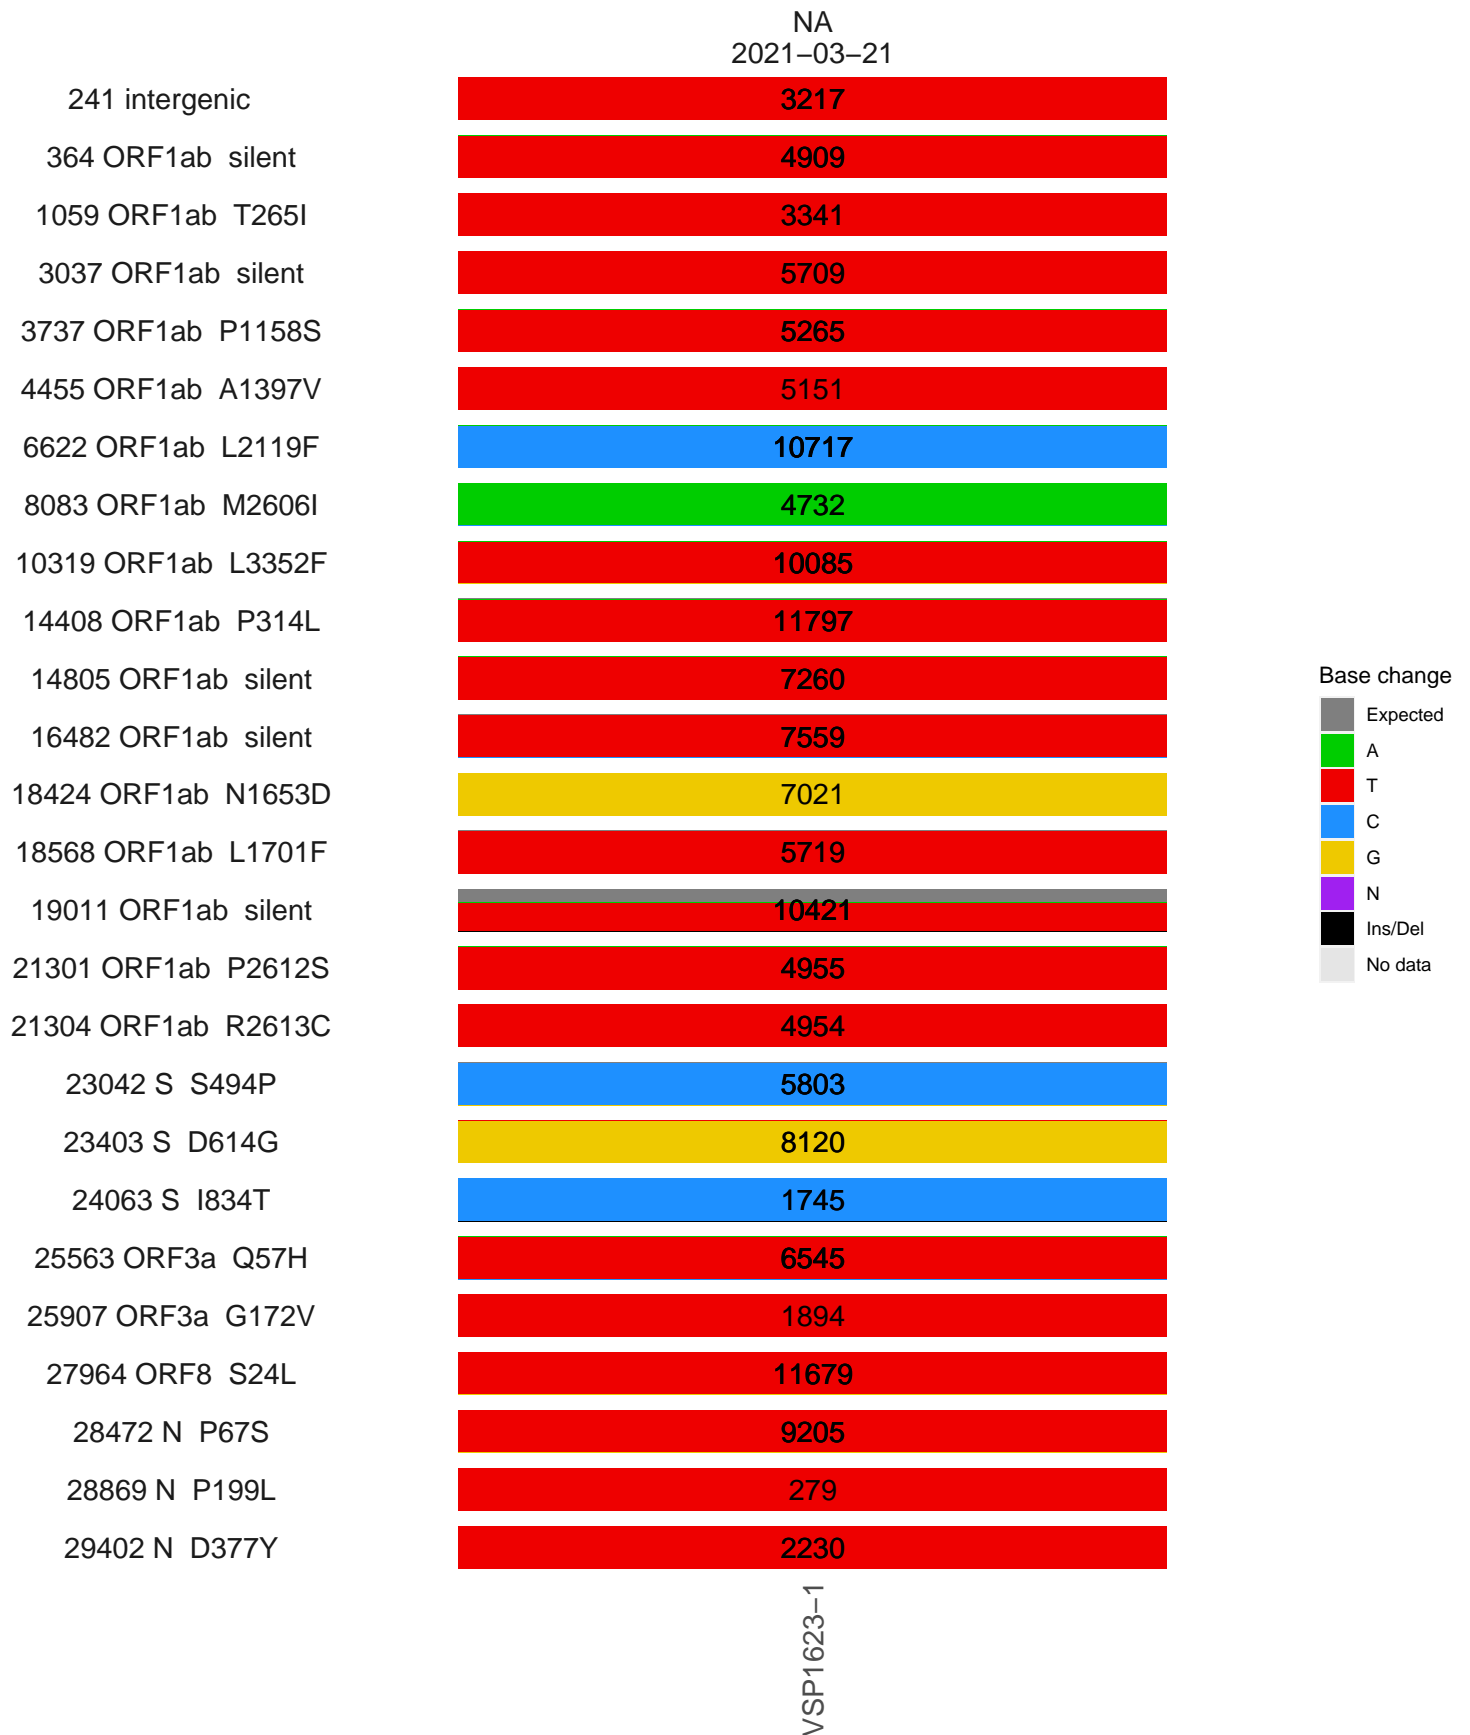 NA
2021−03−21
241 intergenic 3217
364 ORF1ab silent 4909
1059 ORF1ab T265I 3341
3037 ORF1ab silent 5709
3737 ORF1ab P1158S 5265
4455 ORF1ab A1397V 5151
6622 ORF1ab L2119F 10717
8083 ORF1ab M2606I 4732
10319 ORF1ab L3352F 10085
14408 ORF1ab P314L 11797
14805 ORF1ab silent 7260
16482 ORF1ab silent 7559
18424 ORF1ab N1653D 7021
18568 ORF1ab L1701F 5719
19011 ORF1ab silent 10421
21301 ORF1ab P2612S 4955
21304 ORF1ab R2613C 4954
23042 S S494P 5803
23403 S D614G 8120
24063 S I834T 1745
25563 ORF3a Q57H 6545
25907 ORF3a G172V 1894
27964 ORF8 S24L 11679
28472 N P67S 9205
28869 N P199L 279
29402 N D377Y 2230
VSP1623−1
Base change
Expected
A
T
C
G
N
Ins/Del
No data